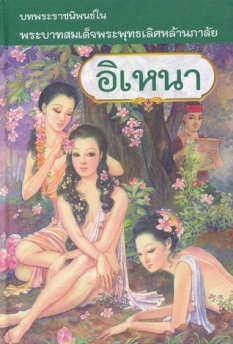 บทพระราชนิพนธ์ใน
พระบาทสมเด็จพระพุทธเลิศหล้านภาลัย
อิเหนา